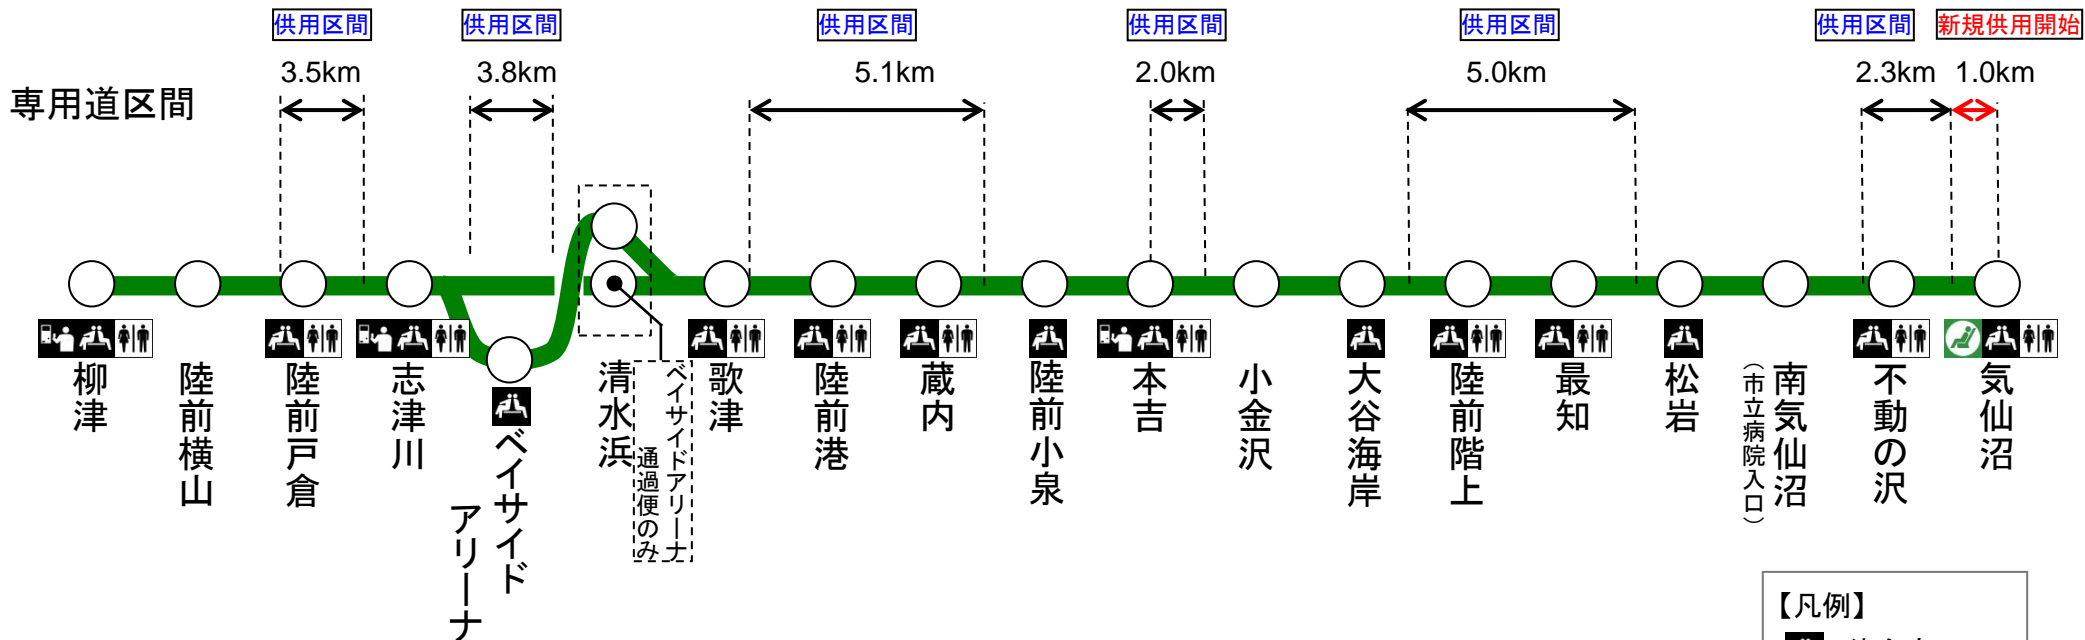 供用区間
供用区間
供用区間
供用区間
供用区間
供用区間
新規供用開始
3.5km
3.8km
5.1km
2.0km
5.0km
2.3km
1.0km
専用道区間
柳津
陸前横山
陸前戸倉
志津川
ベイサイド
アリーナ
清水浜
ベイサイドアリーナ
通過便のみ
歌津
陸前港
蔵内
陸前小泉
本吉
小金沢
大谷海岸
陸前階上
最知
松岩
南気仙沼
（市立病院入口）
不動の沢
気仙沼
【凡例】